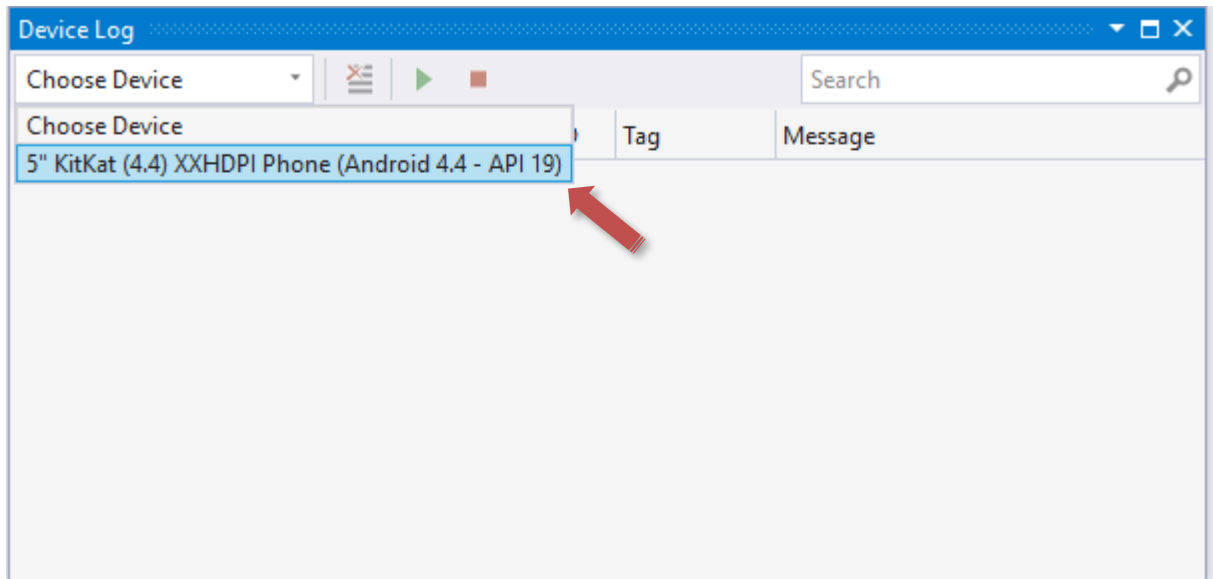 Device Log
Choose Device
Search
Choose Device
Tag
Message
5" KitKat (4.4) XXHDPI Phone (Android 4.4 - API 19)